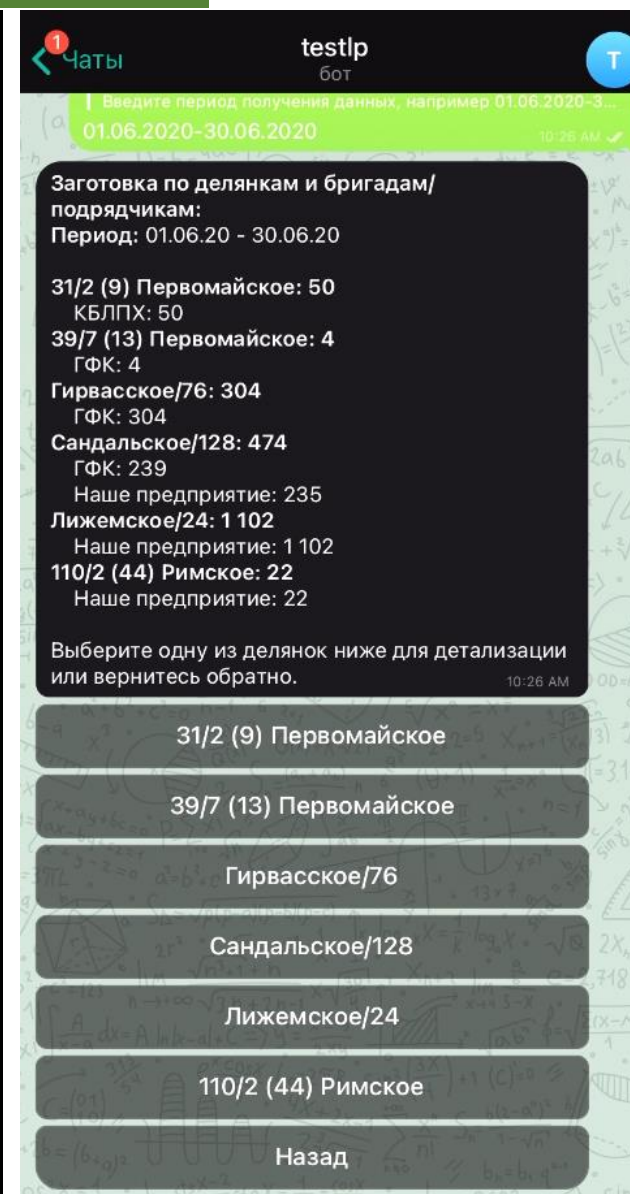 1
Чаты
testlp
бот
T
Введите период получения данных, например 01.06.2020-3...
01.06.2020-30.06.2020
10:26 AM
Заготовка по делянкам и бригадам/
подрядчикам:
Период: 01.06.20 - 30.06.20
31/2 (9) Первомайское: 50
КБЛПХ: 50
39/7 (13) Первомайское: 4
ГФК: 4
Гирвасское/76: 304
ГФК: 304
Сандальское/128: 474
ГФК: 239
Наше предприятие: 235
Лижемское/24: 1 102
Наше предприятие: 1 102
110/2 (44) Римское: 22
Наше предприятие: 22
Выберите одну из делянок ниже для детализации
или вернитесь обратно.
10:26 AM
31/2 (9) Первомайское
39/7 (13) Первомайское
Гирвасское/76
Сандальское/128
Лижемское/24
110/2 (44) Римское
Назад